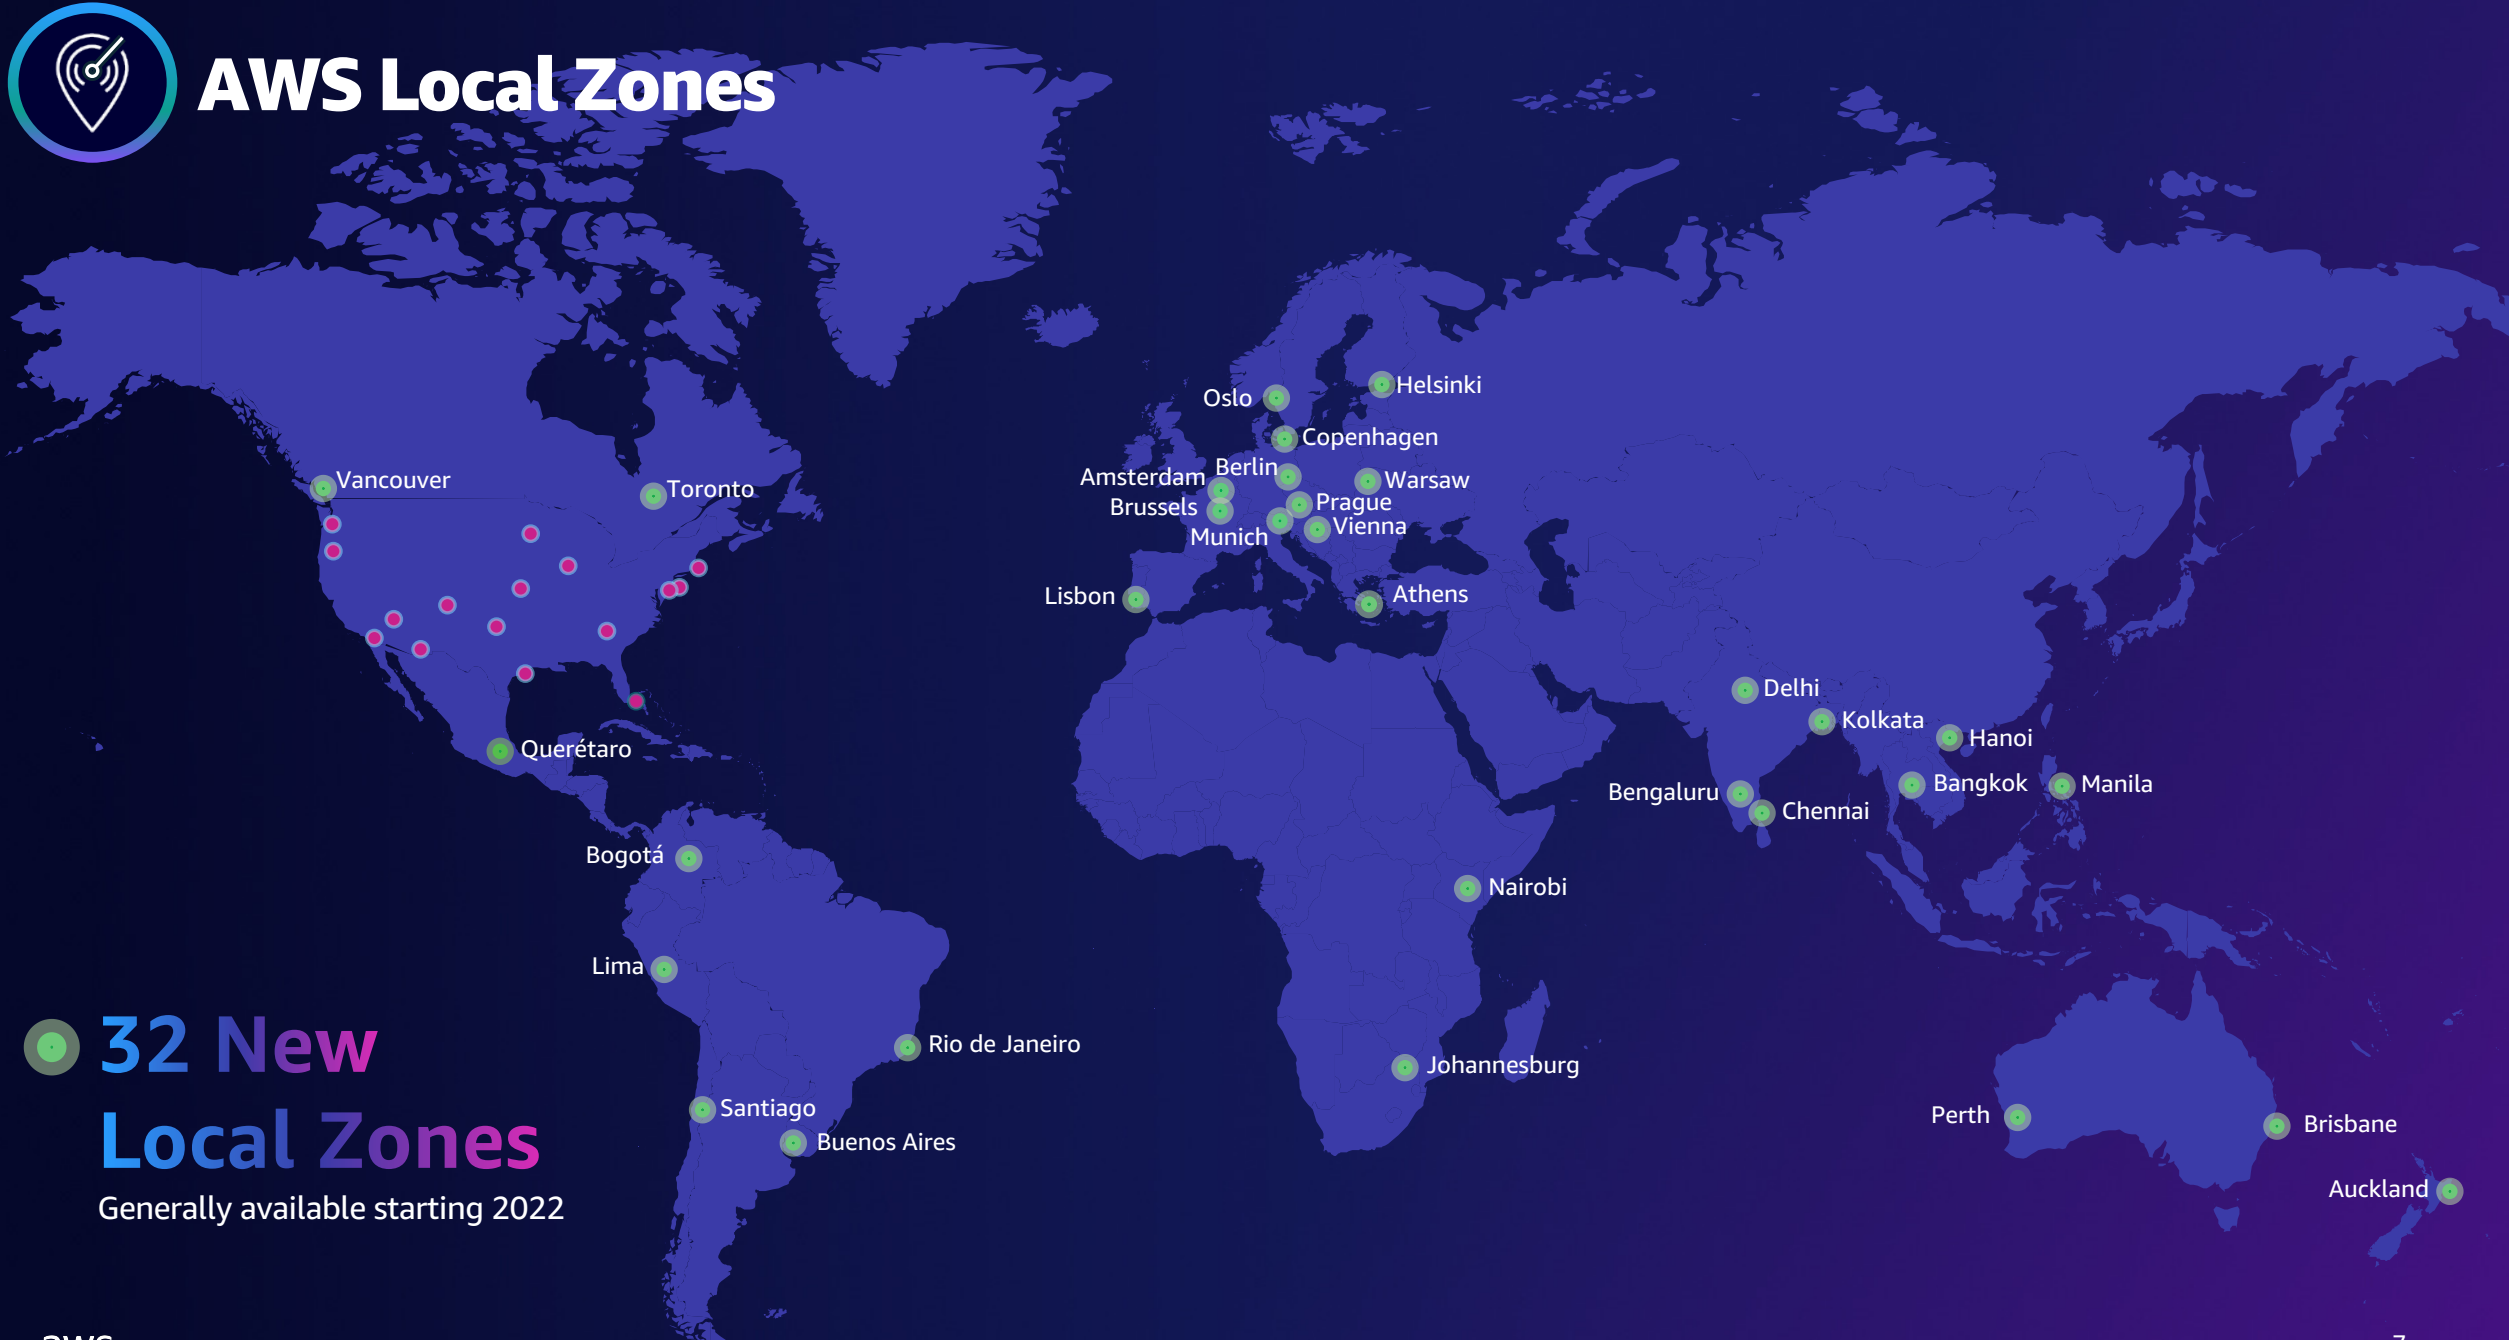 AWS Local Zones
Oslo
Helsinki
Copenhagen
Amsterdam
Berlin
Warsaw
Brussels
Prague
Munich
Vienna
Vancouver
Toronto
Lisbon
Athens
Delhi
Kolkata
Hanoi
Querétaro
Bengaluru
Bangkok
Manila
Chennai
Bogotá
Nairobi
Lima
32 New
Local Zones
Generally available starting 2022
Rio de Janeiro
Johannesburg
Santiago
Buenos Aires
Perth
Brisbane
Auckland
aws